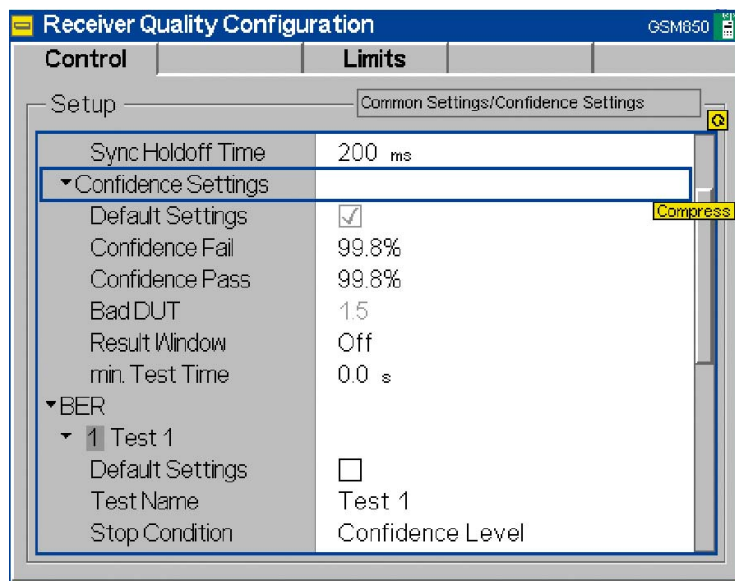 Receiver Quality Configuration GSM850
Control Limits
Setup Common Settings/Confidence Settings
Sync Holdoff Time 200 ms
Confidence Settings
Compress
Default Settings
Confidence Fail 99.8%
Confidence Pass 99.8%
Bad DUT 1.5
Result Window Off
min. Test Time 0.0 s
BER
1 Test 1
Default Settings
Test Name Test 1
Stop Condition Confidence Level